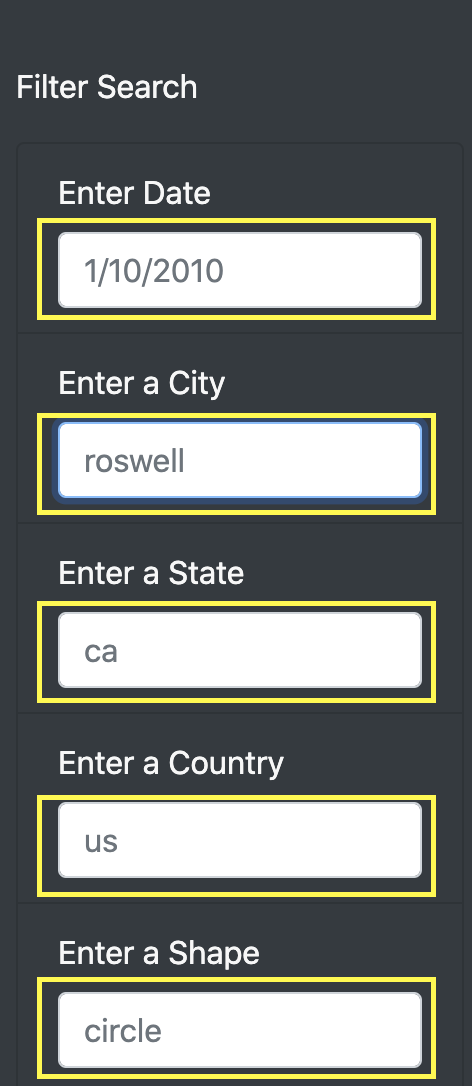 Filter Search
Enter Date
1/10/2010
Enter a City
roswell
Enter a State
ca
Enter a Country
us
Enter a Shape
circle